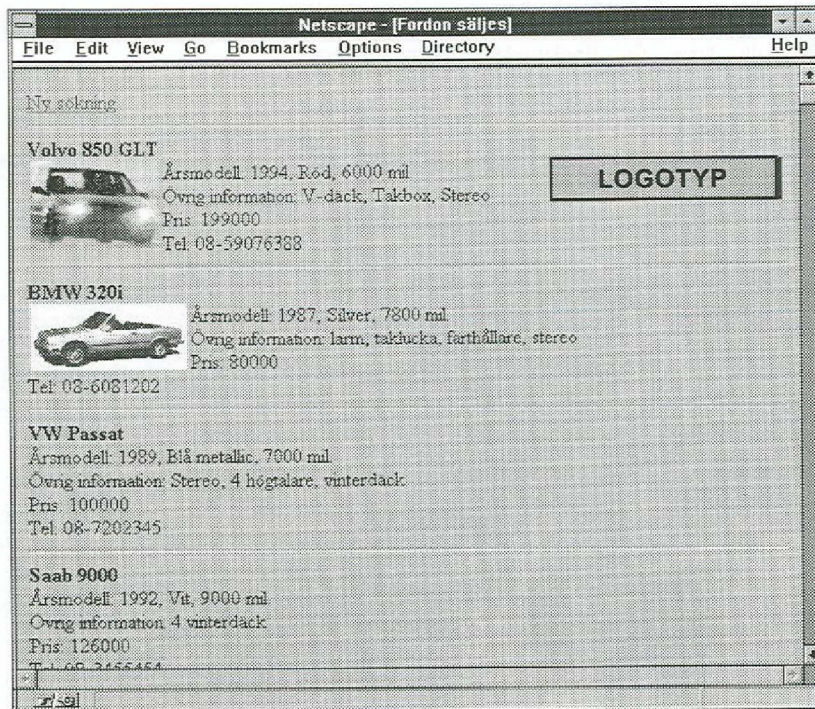 Netscape - [Fordon säljes]
File Edit View Go Bookmarks Options Directory Help
Ny sökning
Volvo 850 GLT
Årsmodell: 1994, Röd, 6000 mil
Övrig information: V-däck, Takbox, Stereo
Pris: 199000
Tel: 08-59076388
LOGOTYP
BMW 320i
Årsmodell: 1987, Silver, 7800 mil
Övrig information: larm, taklucka, farthållare, stereo
Pris: 80000
Tel: 08-6081202
VW Passat
Årsmodell: 1989, Blå metallic, 7000 mil
Övrig information: Stereo, 4 högtalare, vinterdäck
Pris: 100000
Tel: 08-7202345
Saab 9000
Årsmodell: 1992, Vit, 9000 mil
Övrig information: 4 vinterdäck
Pris: 126000